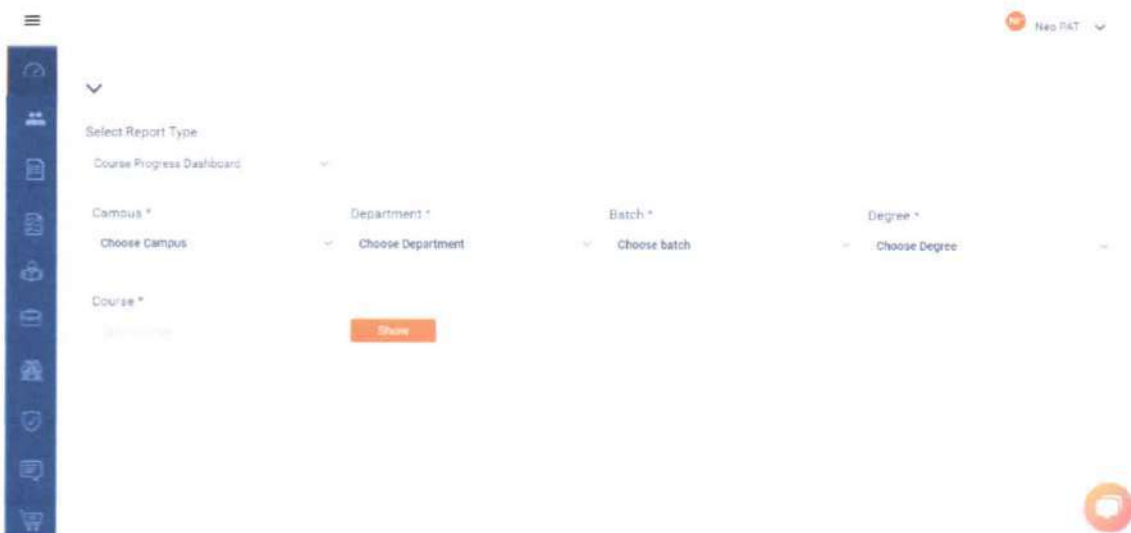 Neo PAT
Select Report Type
Course Progress Dashboard
Campus *
Department *
Batch *
Degree *
Choose Campus
Choose Department
Choose batch
Choose Degree
Course *
Show